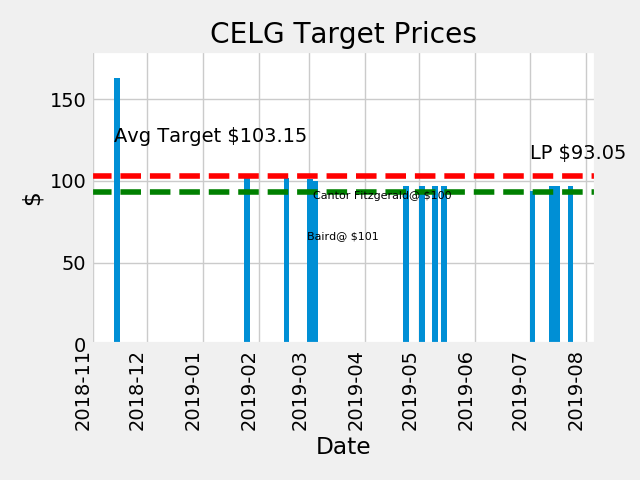 CELG Target Prices
150
Avg Target $103.15
LP $93.05
100
Cantor Fitzgerald@ $100
Baird@ $101
50
0
$
2018-11
2018-12
2019-01
2019-02
2019-03
2019-04
2019-05
2019-06
2019-07
2019-08
Date